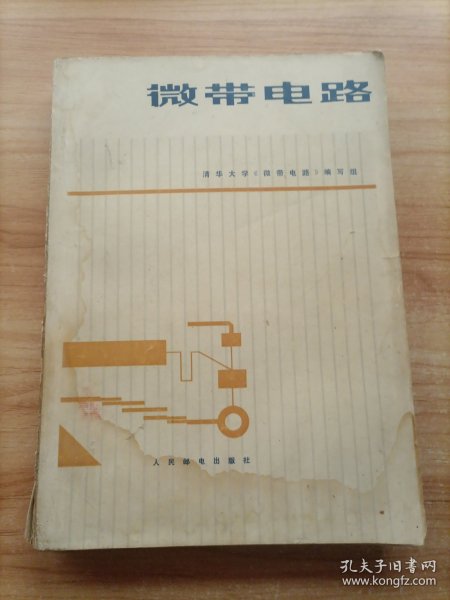 微带电路
清华大学《微带电路》编写组
人民邮电出版社
孔夫子旧书网
www.kongfz.com